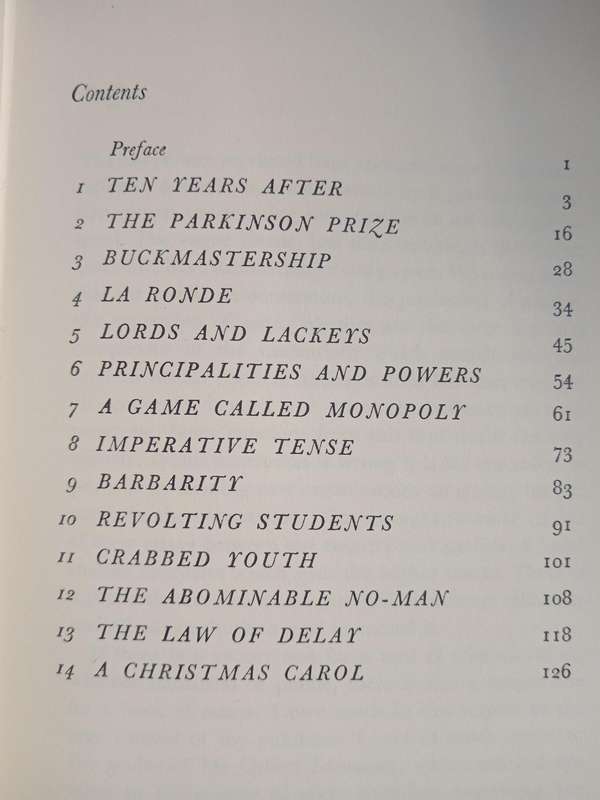 Contents
Preface 1
1 TEN YEARS AFTER 3
2 THE PARKINSON PRIZE 16
3 BUCKMASTERSHIP 28
4 LA RONDE 34
5 LORDS AND LACKEYS 45
6 PRINCIPALITIES AND POWERS 54
7 A GAME CALLED MONOPOLY 61
8 IMPERATIVE TENSE 73
9 BARBARITY 83
10 REVOLTING STUDENTS 91
11 CRABBED YOUTH 101
12 THE ABOMINABLE NO-MAN 108
13 THE LAW OF DELAY 118
14 A CHRISTMAS CAROL 126